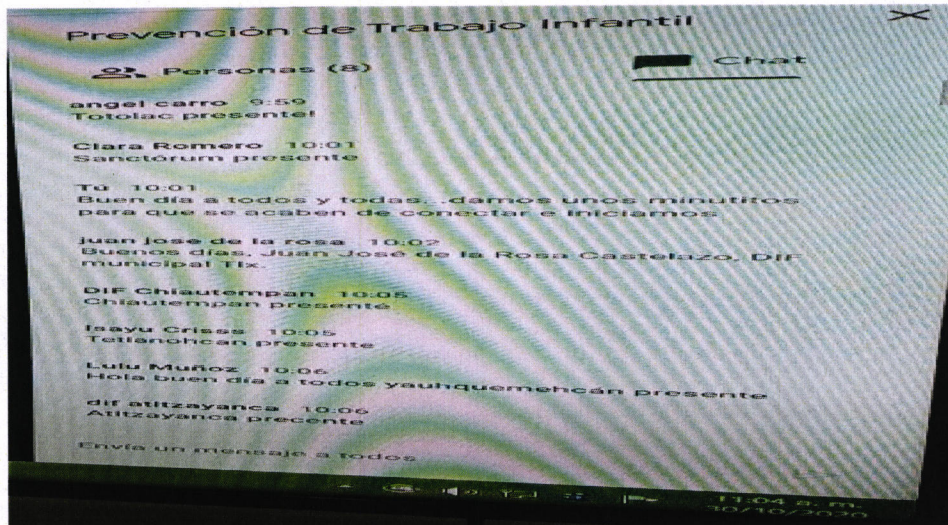 Prevención de Trabajo Infantil
Personas (8)
Chat
angel carro 9:59
Totolac presente!
Clara Romero 10:01
Sanctórum presente
Tú 10:01
Buen día a todos y todas...damos unos minutitos
para que se acaben de conectar e iniciamos
juan jose de la rosa 10:02
Buenos días, Juan José de la Rosa Castelazo, DIF
municipal Tlx.
DIF Chiautempan 10:05
Chiautempan presenté
Isayu Crisss 10:05
Tetlanohcan presente
Lulu Muñoz 10:06
Hola buen día a todos yauhquemehcán presente
dif atitzayanca 10:06
Atitzayanca precente
Envía un mensaje a todos
11:04 a. m.
30/10/2020